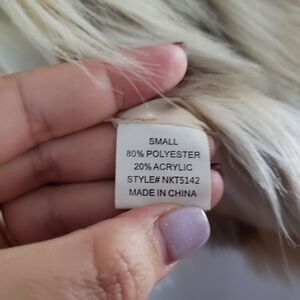 SMALL
80% POLYESTER
20% ACRYLIC
STYLE# NKT5142
MADE IN CHINA